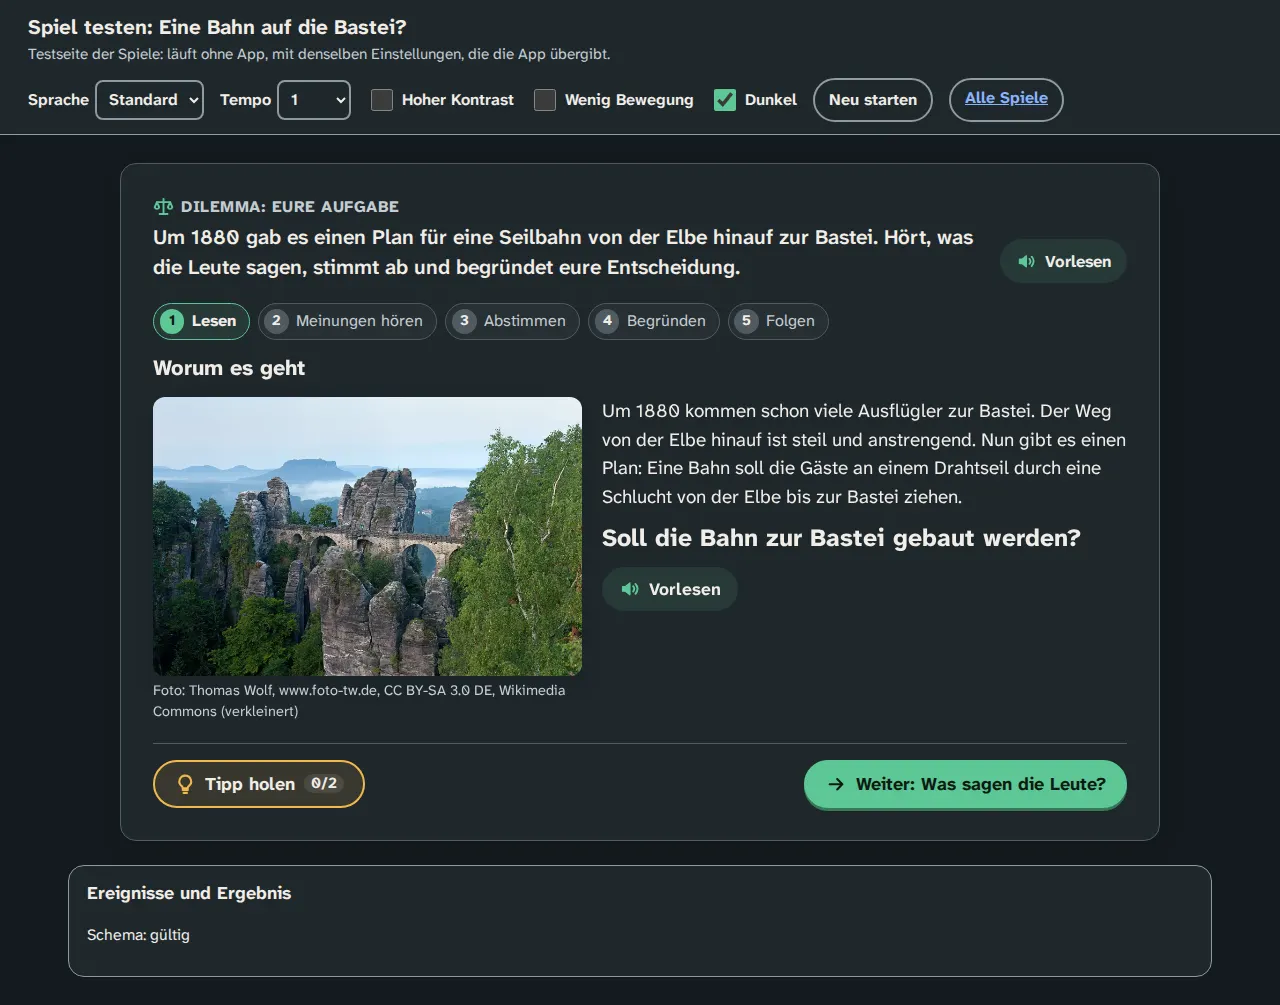 Spiel testen: Eine Bahn auf die Bastei?
Testseite der Spiele: läuft ohne App, mit denselben Einstellungen, die die App übergibt.
Sprache Standard Tempo 1 Hoher Kontrast Wenig Bewegung Dunkel Neu starten Alle Spiele
DILEMMA: EURE AUFGABE
Um 1880 gab es einen Plan für eine Seilbahn von der Elbe hinauf zur Bastei. Hört, was
die Leute sagen, stimmt ab und begründet eure Entscheidung.
Vorlesen
1 Lesen 2 Meinungen hören 3 Abstimmen 4 Begründen 5 Folgen
Worum es geht
Um 1880 kommen schon viele Ausflügler zur Bastei. Der Weg
von der Elbe hinauf ist steil und anstrengend. Nun gibt es einen
Plan: Eine Bahn soll die Gäste an einem Drahtseil durch eine
Schlucht von der Elbe bis zur Bastei ziehen.
Soll die Bahn zur Bastei gebaut werden?
Vorlesen
Foto: Thomas Wolf, www.foto-tw.de, CC BY-SA 3.0 DE, Wikimedia
Commons (verkleinert)
Tipp holen 0/2
Weiter: Was sagen die Leute?
Ereignisse und Ergebnis
Schema: gültig